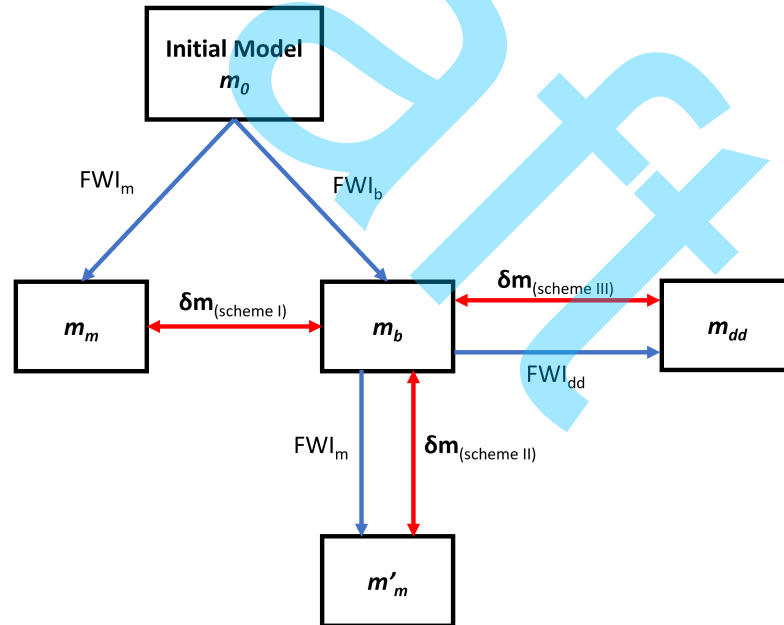 Initial Model
m0
FWIm
FWIb
δm(scheme I)
δm(scheme III)
mm
mb
mdd
FWIdd
FWIm
δm(scheme II)
m’m